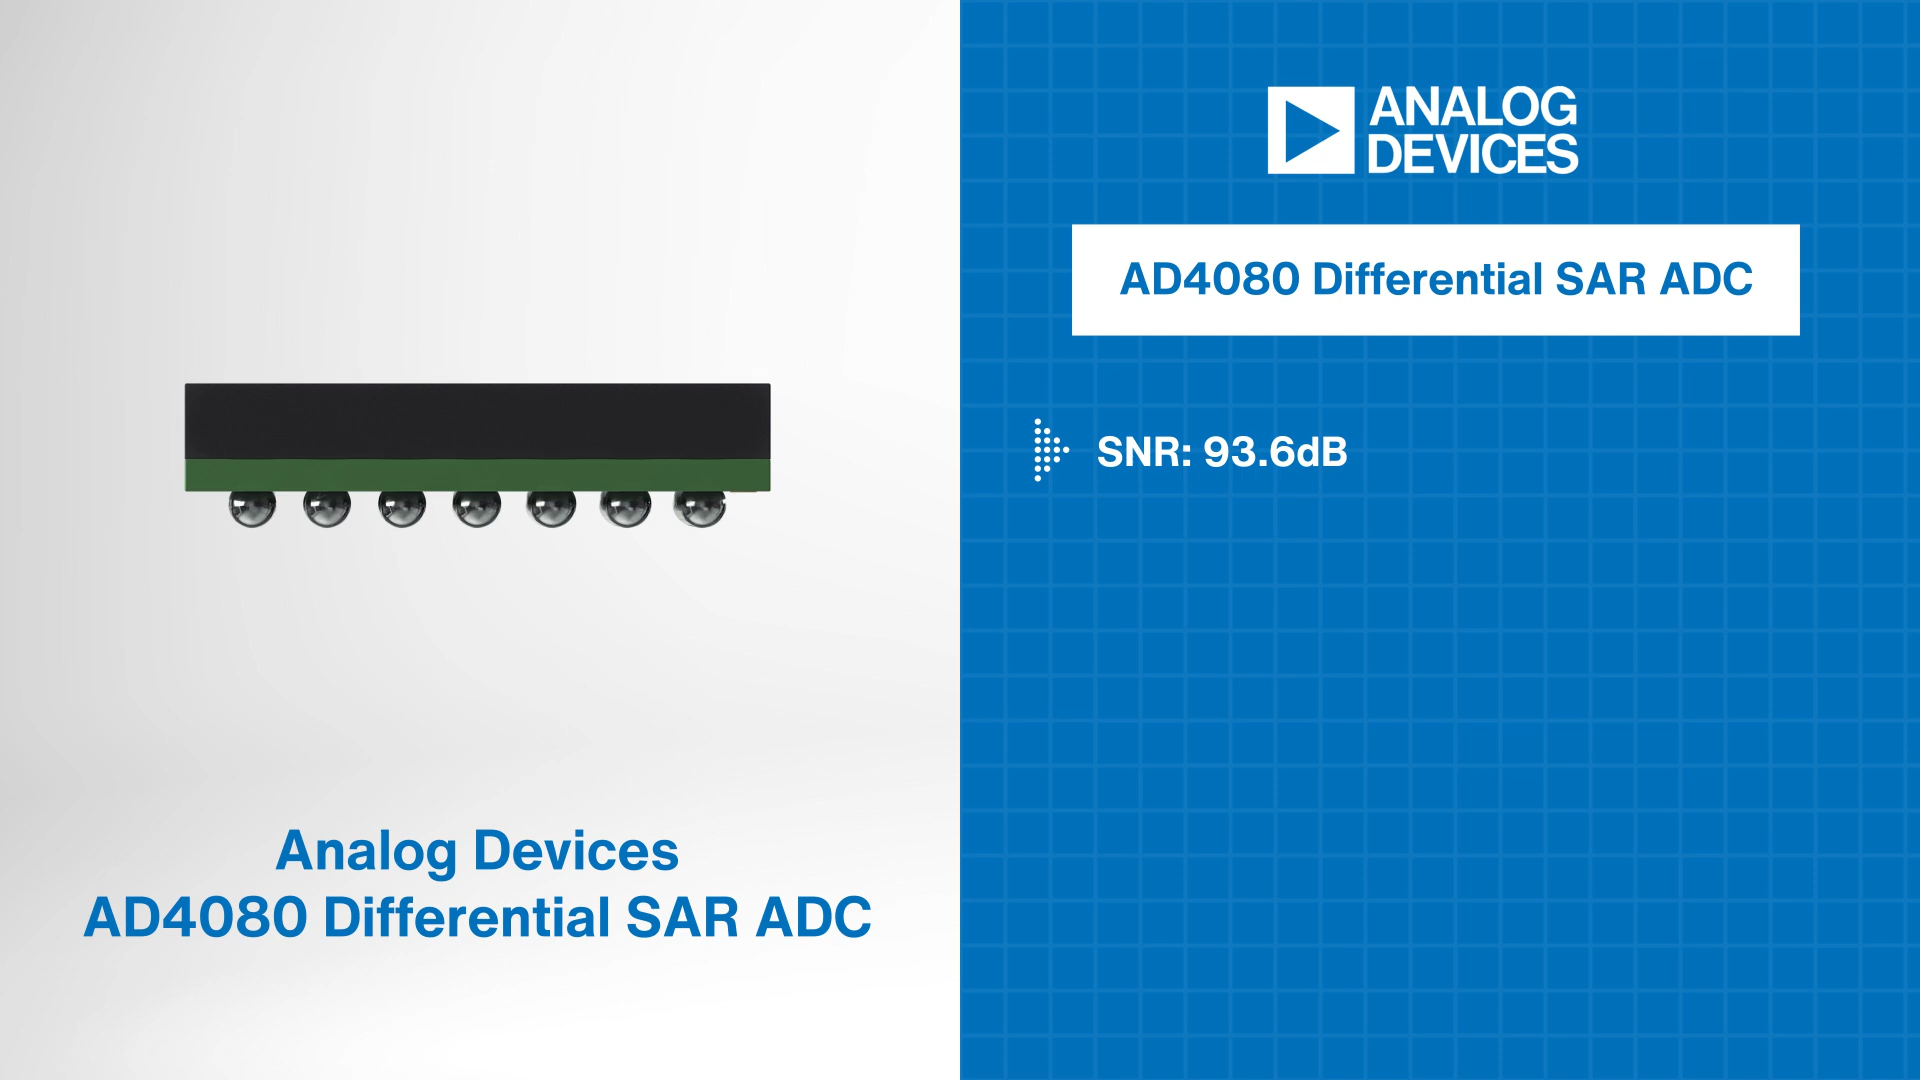 Analog Devices
AD4080 Differential SAR ADC
ANALOG
DEVICES
AD4080 Differential SAR ADC
SNR: 93.6dB